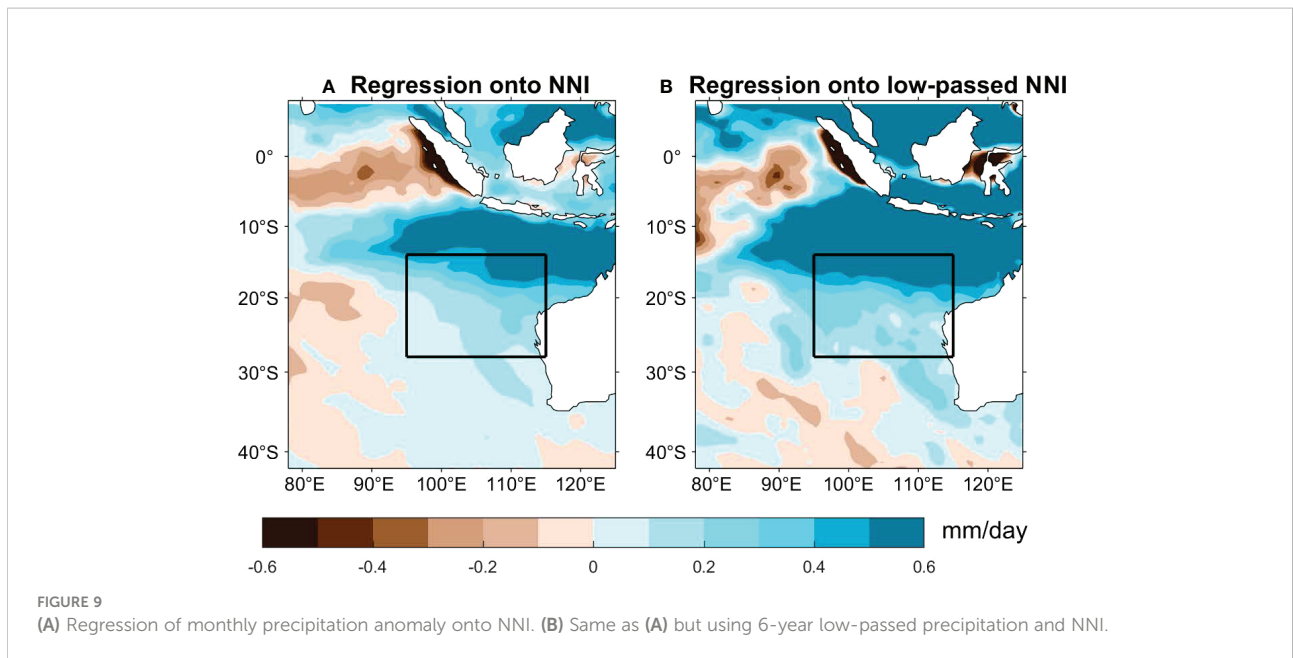 A Regression onto NNI
B Regression onto low-passed NNI
0°
10°S
20°S
30°S
40°S
80°E 90°E 100°E 110°E 120°E
0°
10°S
20°S
30°S
40°S
80°E 90°E 100°E 110°E 120°E
mm/day
-0.6 -0.4 -0.2 0 0.2 0.4 0.6
FIGURE 9
(A) Regression of monthly precipitation anomaly onto NNI. (B) Same as (A) but using 6-year low-passed precipitation and NNI.